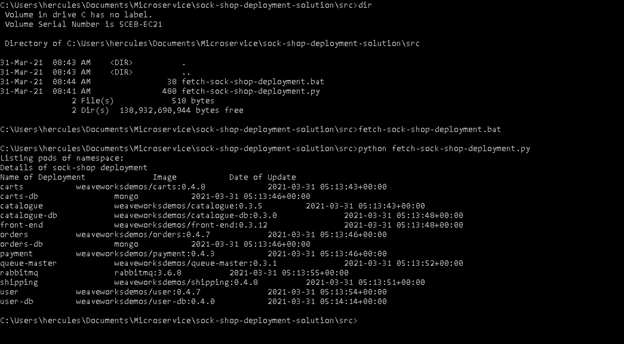 C:\Users\hercules\Documents\Microservice\sock-shop-deployment-solution\src>dir
 Volume in drive C has no label.
 Volume Serial Number is 5CEB-EC21

 Directory of C:\Users\hercules\Documents\Microservice\sock-shop-deployment-solution\src

31-Mar-21  08:43 AM    <DIR>          .
31-Mar-21  08:43 AM    <DIR>          ..
31-Mar-21  08:44 AM                38 fetch-sock-shop-deployment.bat
31-Mar-21  08:41 AM               480 fetch-sock-shop-deployment.py
               2 File(s)            518 bytes
               2 Dir(s)  138,932,690,944 bytes free

C:\Users\hercules\Documents\Microservice\sock-shop-deployment-solution\src>fetch-sock-shop-deployment.bat

C:\Users\hercules\Documents\Microservice\sock-shop-deployment-solution\src>python fetch-sock-shop-deployment.py
Listing pods of namespace:
Details of sock-shop deployment
Name of Deployment          Image            Date of Update
carts            weaveworksdemos/carts:0.4.8            2021-03-31 05:13:43+00:00
carts-db            mongo            2021-03-31 05:13:46+00:00
catalogue            weaveworksdemos/catalogue:0.3.5            2021-03-31 05:13:43+00:00
catalogue-db            weaveworksdemos/catalogue-db:0.3.0            2021-03-31 05:13:48+00:00
front-end            weaveworksdemos/front-end:0.3.12            2021-03-31 05:13:48+00:00
orders            weaveworksdemos/orders:0.4.7            2021-03-31 05:13:46+00:00
orders-db            mongo            2021-03-31 05:13:46+00:00
payment            weaveworksdemos/payment:0.4.3            2021-03-31 05:13:46+00:00
queue-master            weaveworksdemos/queue-master:0.3.1            2021-03-31 05:13:52+00:00
rabbitmq            rabbitmq:3.6.8            2021-03-31 05:13:55+00:00
shipping            weaveworksdemos/shipping:0.4.8            2021-03-31 05:13:51+00:00
user            weaveworksdemos/user:0.4.7            2021-03-31 05:13:54+00:00
user-db            weaveworksdemos/user-db:0.4.0            2021-03-31 05:14:14+00:00

C:\Users\hercules\Documents\Microservice\sock-shop-deployment-solution\src>